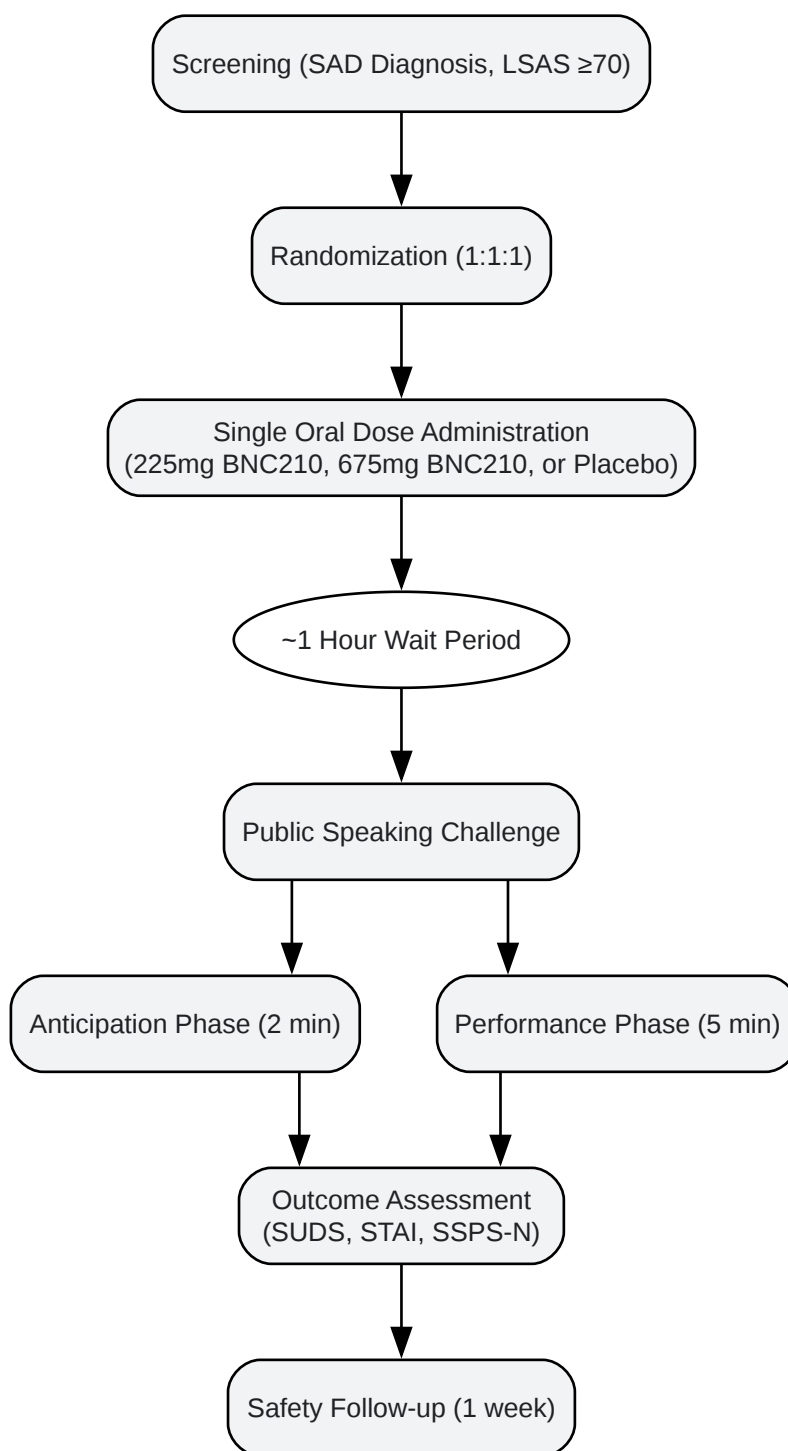 Screening (SAD Diagnosis, LSAS ≥70)
Randomization (1:1:1)
Single Oral Dose Administration
(225mg BNC210, 675mg BNC210, or Placebo)
~1 Hour Wait Period
Public Speaking Challenge
Anticipation Phase (2 min)
Performance Phase (5 min)
Outcome Assessment
(SUDS, STAI, SSPS-N)
Safety Follow-up (1 week)